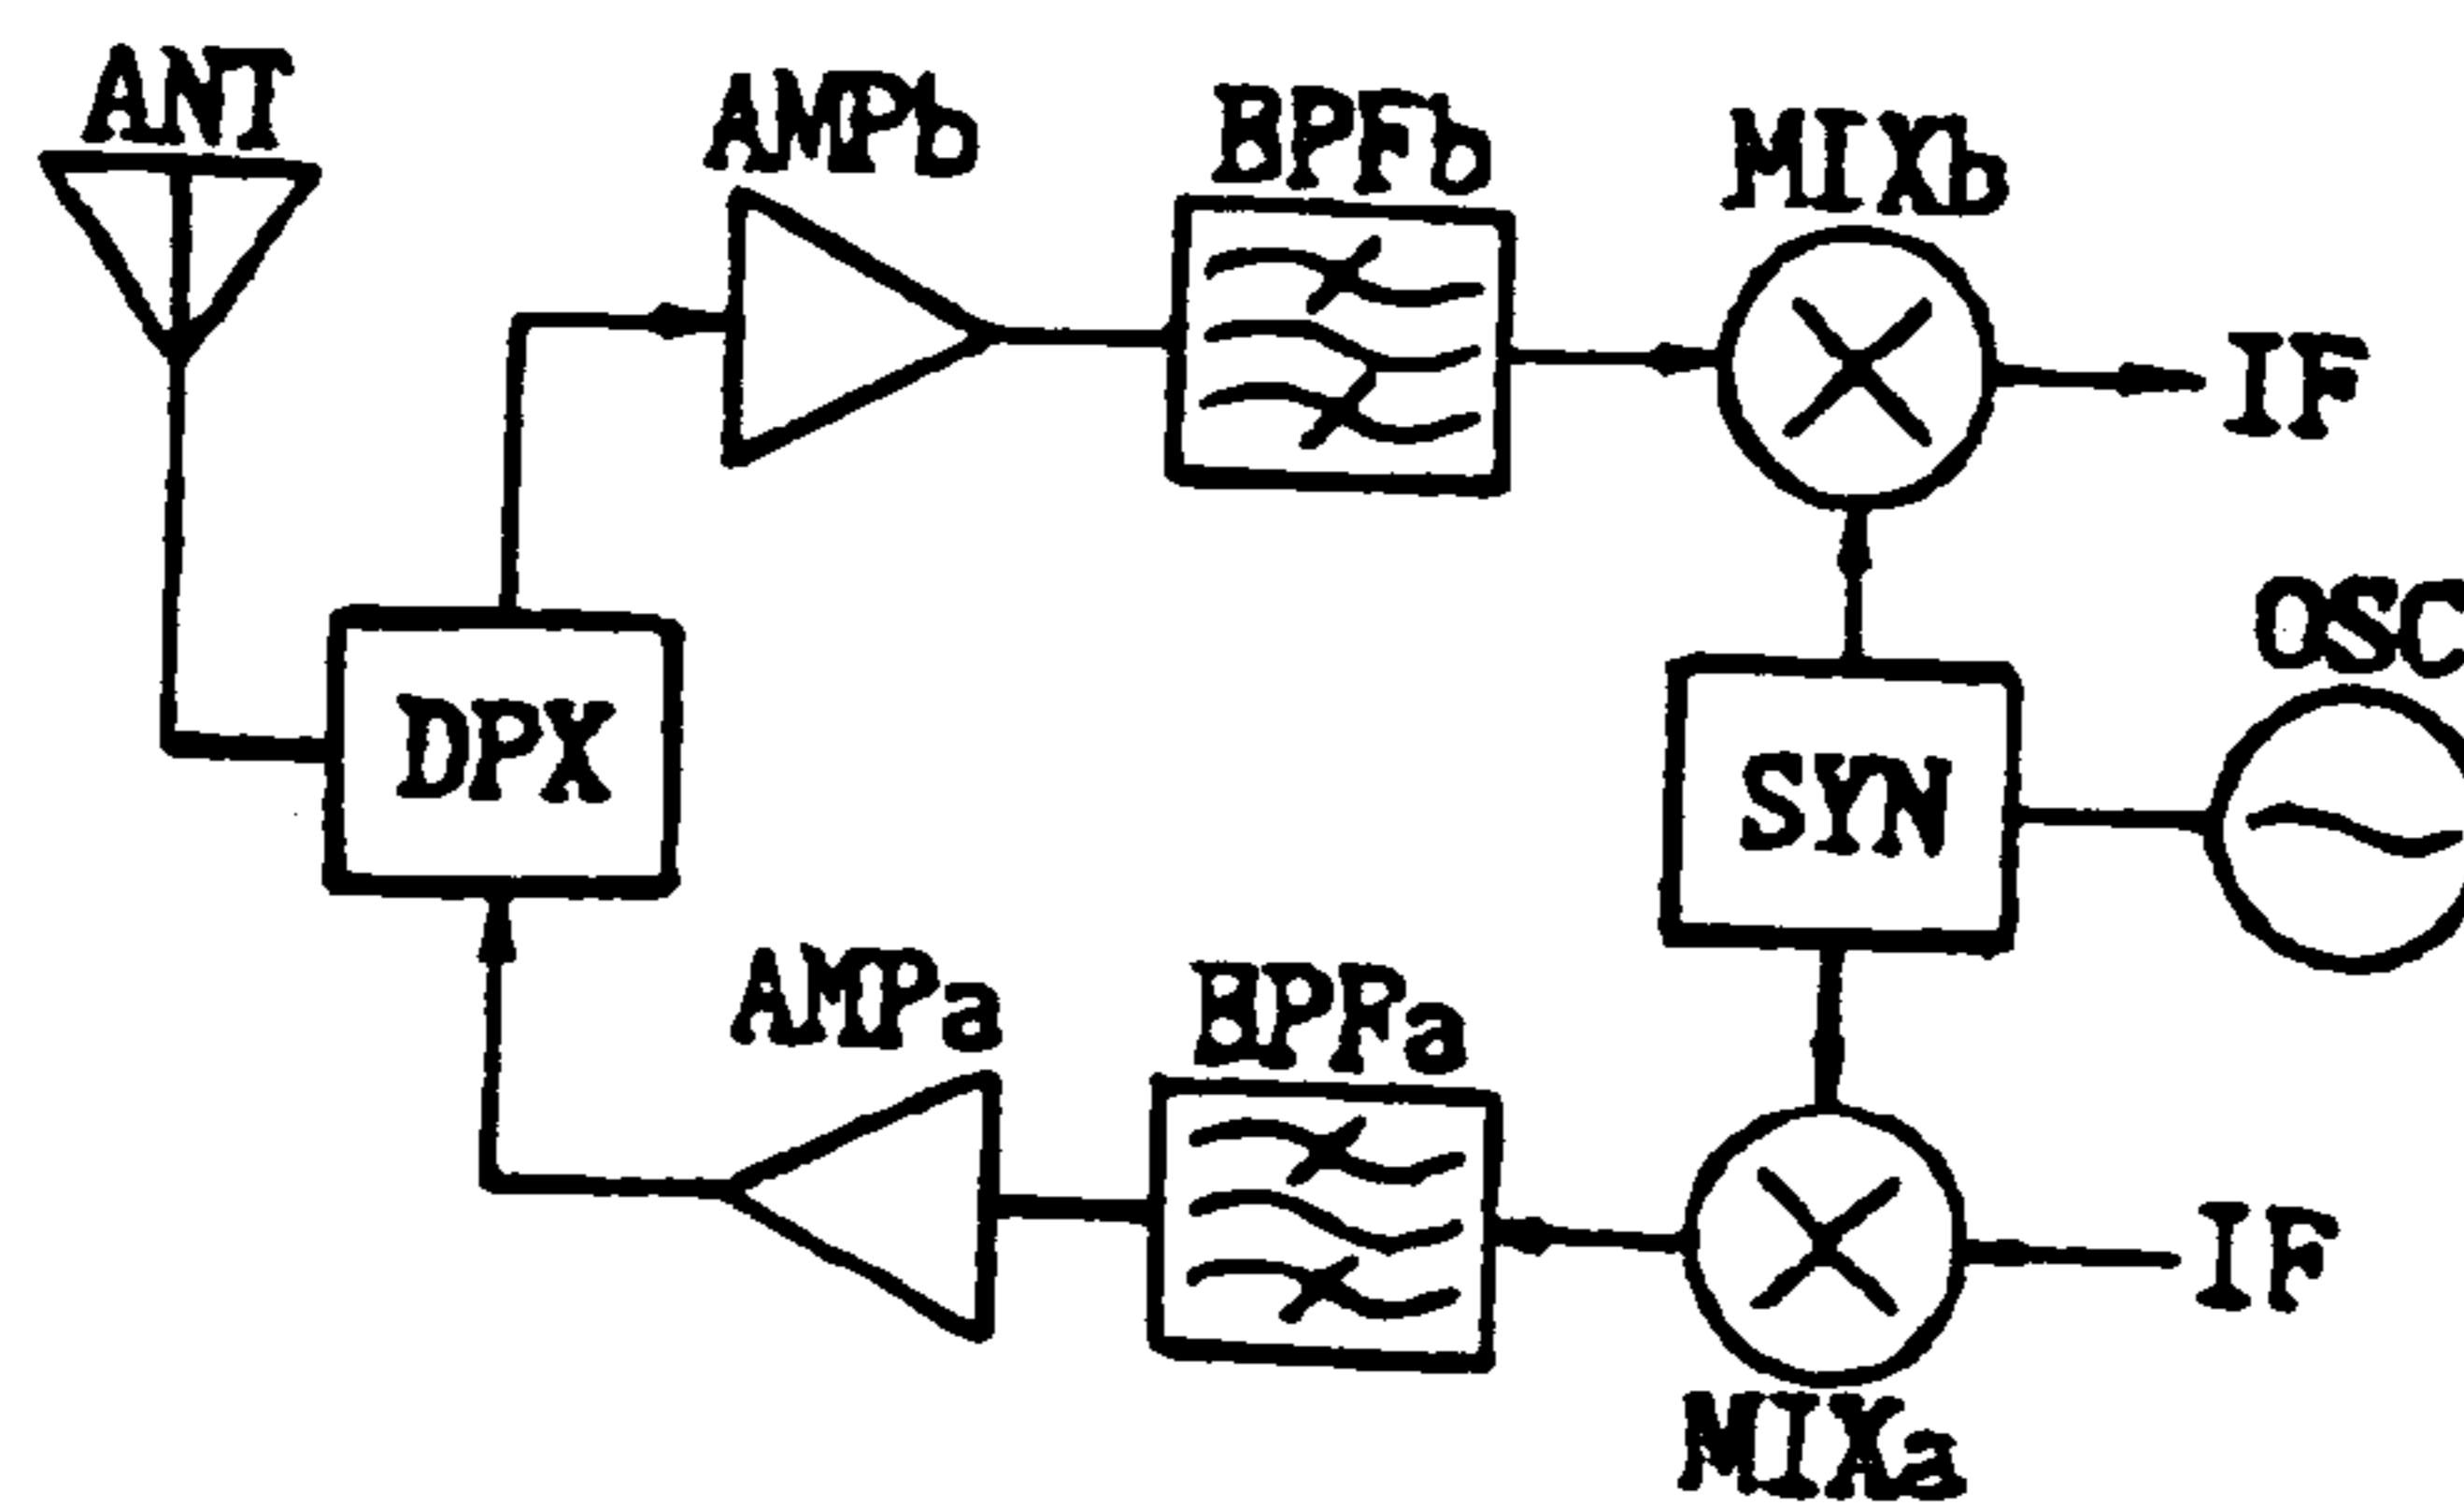 ANT
AMPb
BPFb
MIXb
IF
OSC
DPX
SYN
AMPa
BPFa
IF
MIXa